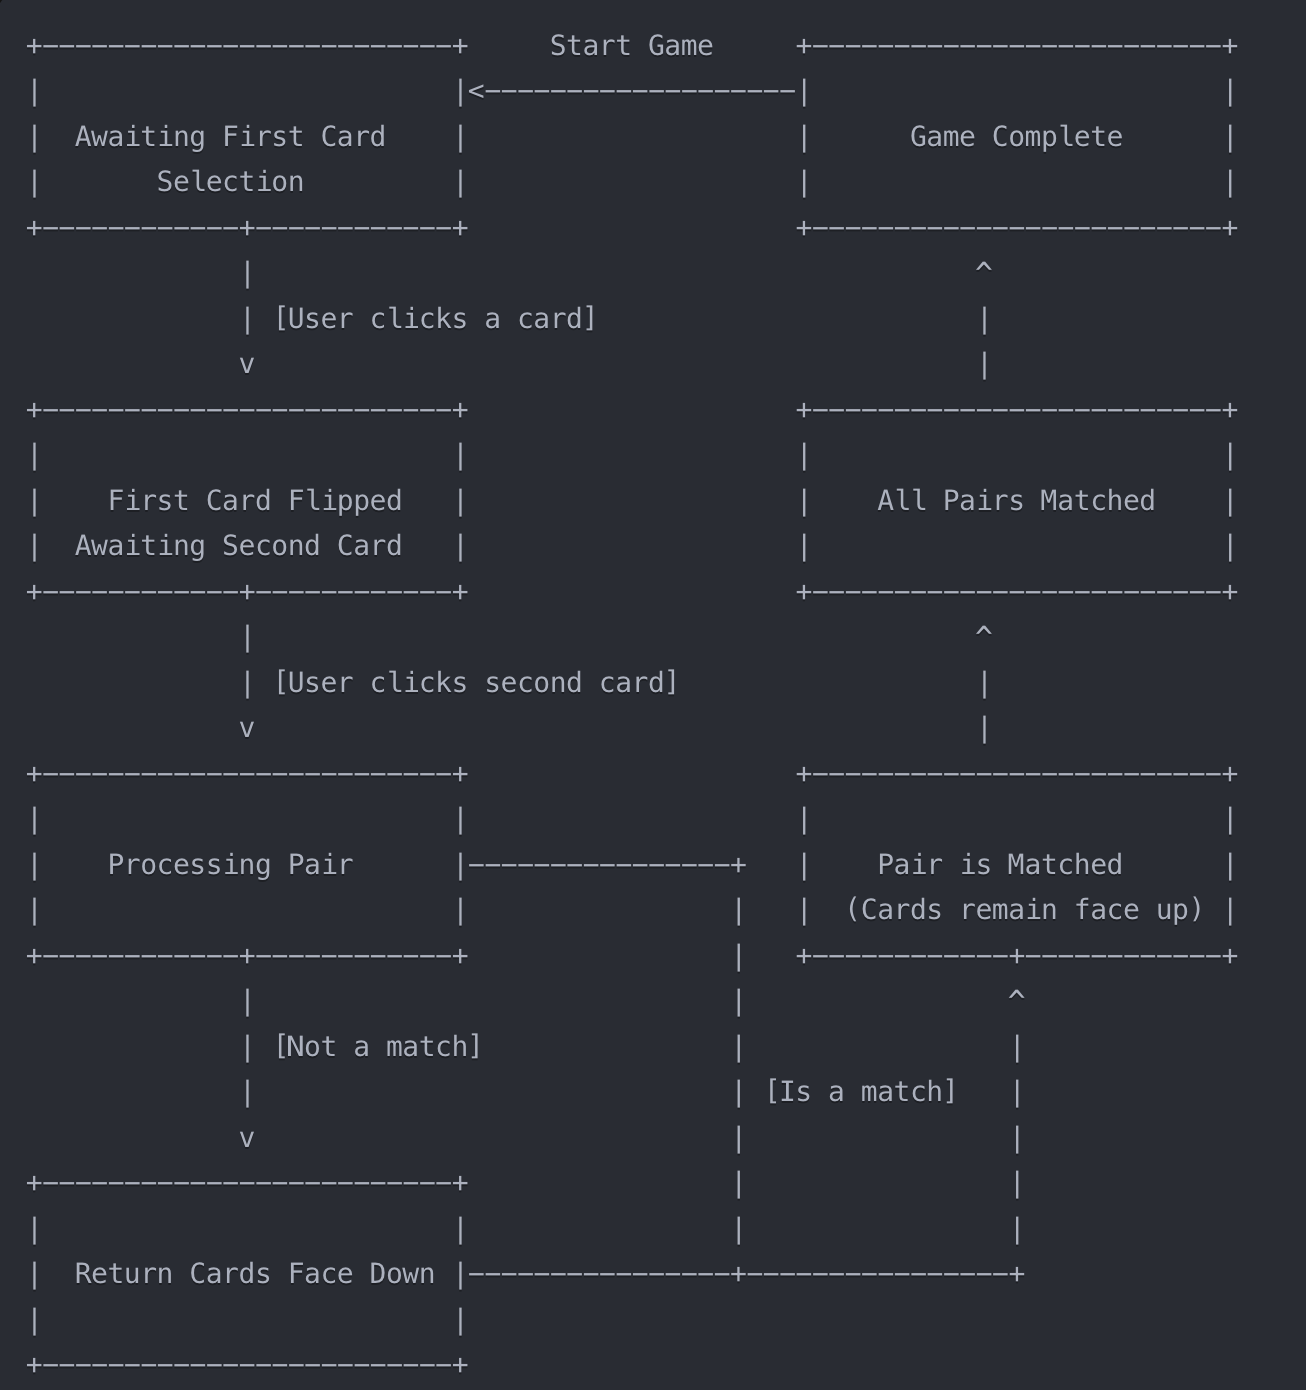 Start Game
Awaiting First Card
Selection
Game Complete
[User clicks a card]
First Card Flipped
Awaiting Second Card
All Pairs Matched
[User clicks second card]
Processing Pair
Pair is Matched
(Cards remain face up)
[Not a match]
[Is a match]
Return Cards Face Down